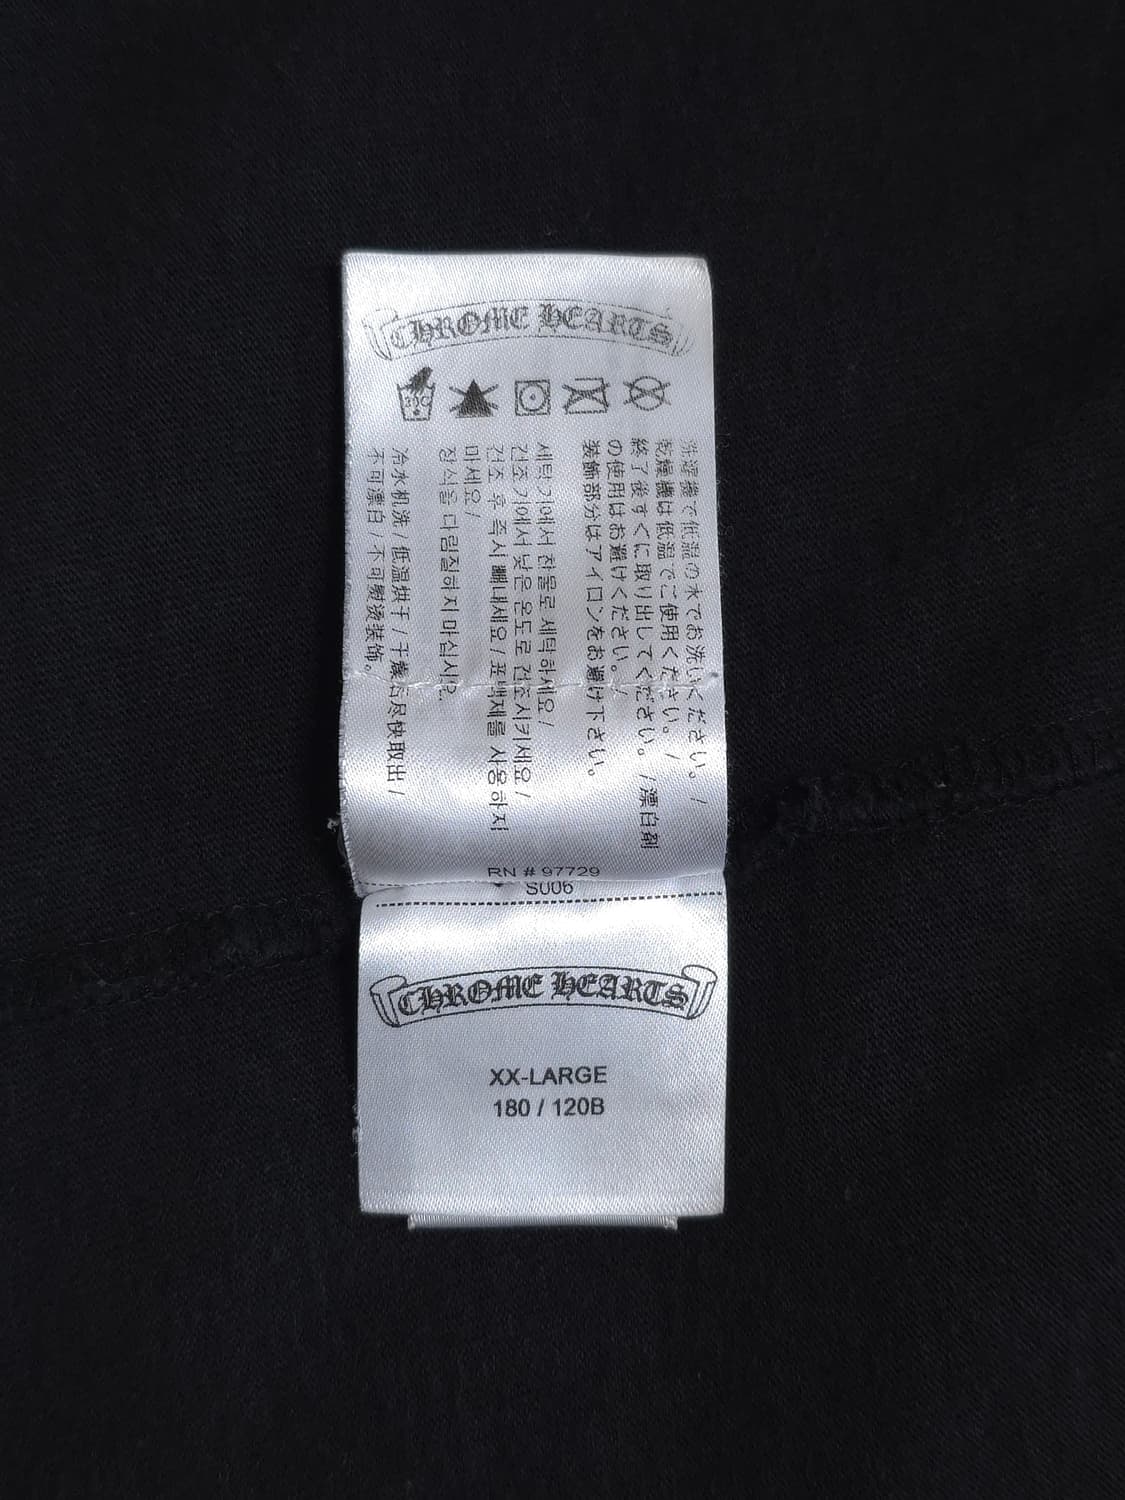 CHROME HEARTS
30C
洗濯機で低温の水でお洗いください。/
乾燥機は低温でご使用ください。/
終了後すぐに取り出してください。/漂白剤
の使用はお避けください。/
装飾部分はアイロンをお避け下さい。
세탁기에서 찬물로 세탁하세요/
건조기에서 낮은 온도로 건조시키세요/
건조 후 즉시 빼내세요/표백제를 사용하지
마세요/
장식을 다림질하지 마십시오.
冷水机洗/低温烘干/干燥后尽快取出/
不可漂白/不可熨烫装饰。
RN # 97729
S006
CHROME HEARTS
XX-LARGE
180 / 120B